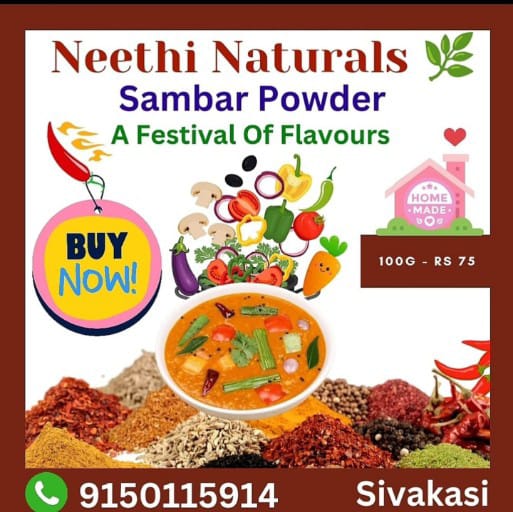 Neethi Naturals
Sambar Powder
A Festival Of Flavours
BUY
NOW!
HOME
MADE
100G - RS 75
9150115914
Sivakasi